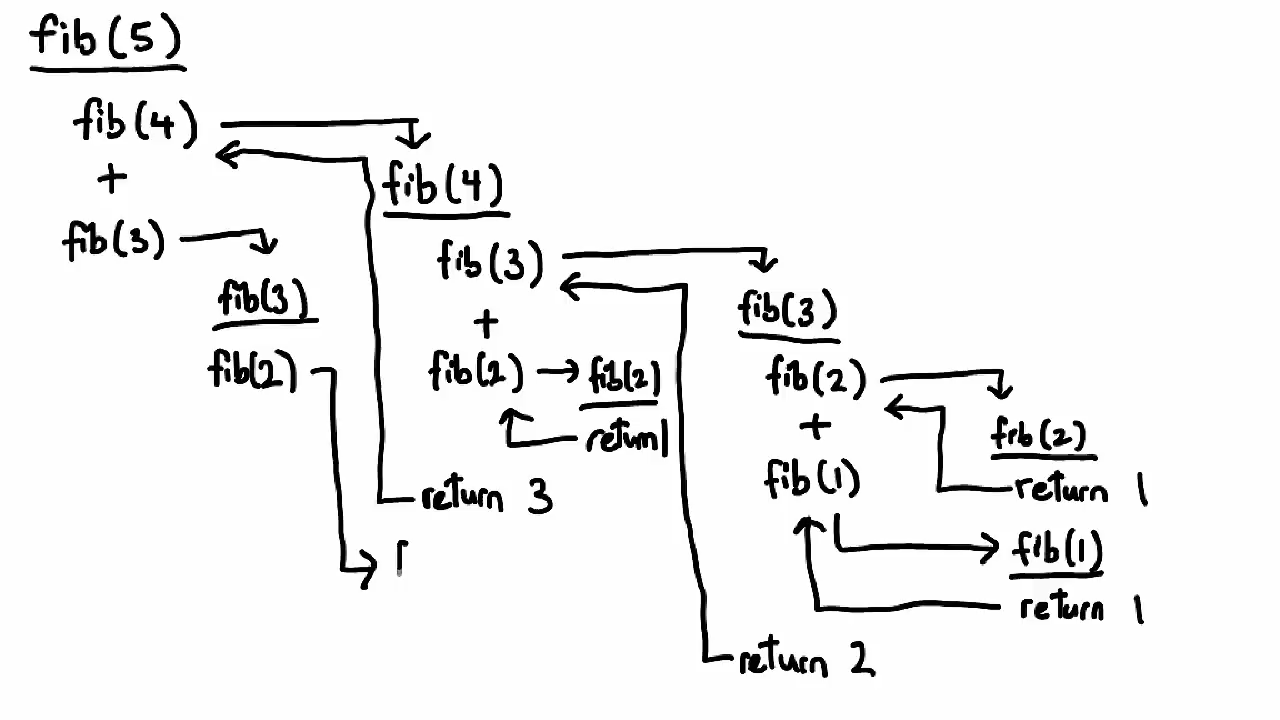 fib(5)
fib(4)
+
fib(3)
fib(3)
fib(2)
fib(4)
fib(3)
+
fib(2)
fib(2)
return 1
return 3
fib(3)
fib(2)
+
fib(1)
frb(2)
return 1
fib(1)
return 1
return 2